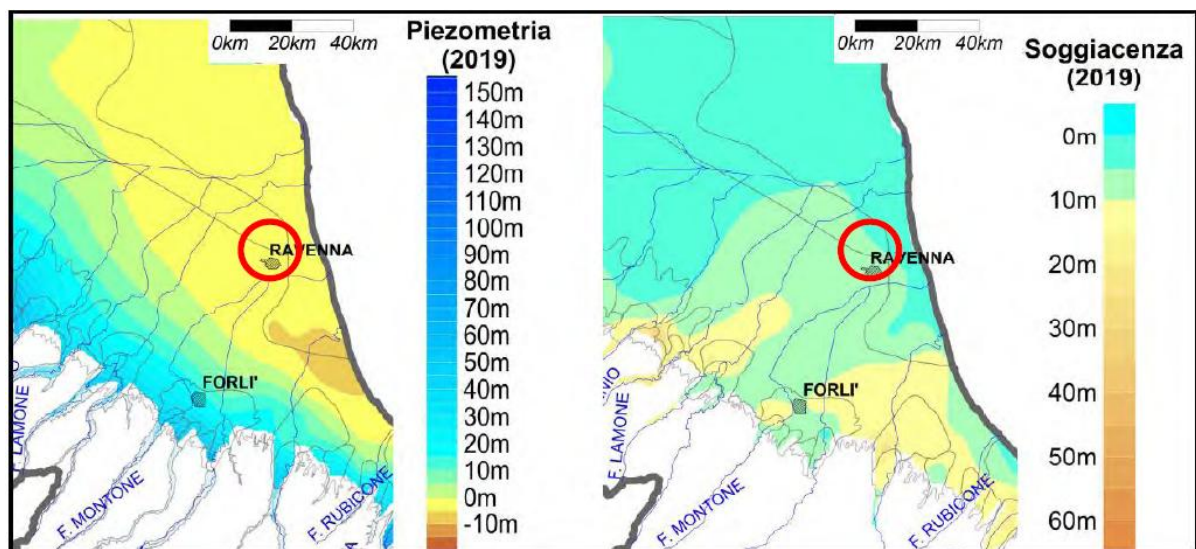 0km 20km 40km
Piezometria
(2019)
150m
140m
130m
120m
110m
100m
90m
80m
70m
60m
50m
40m
30m
20m
10m
0m
-10m
RAVENNA
FORLI'
F. LAMONE
F. MONTONE
F. RUBICONE
0km 20km 40km
Soggiacenza
(2019)
0m
10m
20m
30m
40m
50m
60m
RAVENNA
FORLI'
NIO
F. LAMONE
F. MONTONE
F. RUBICONE